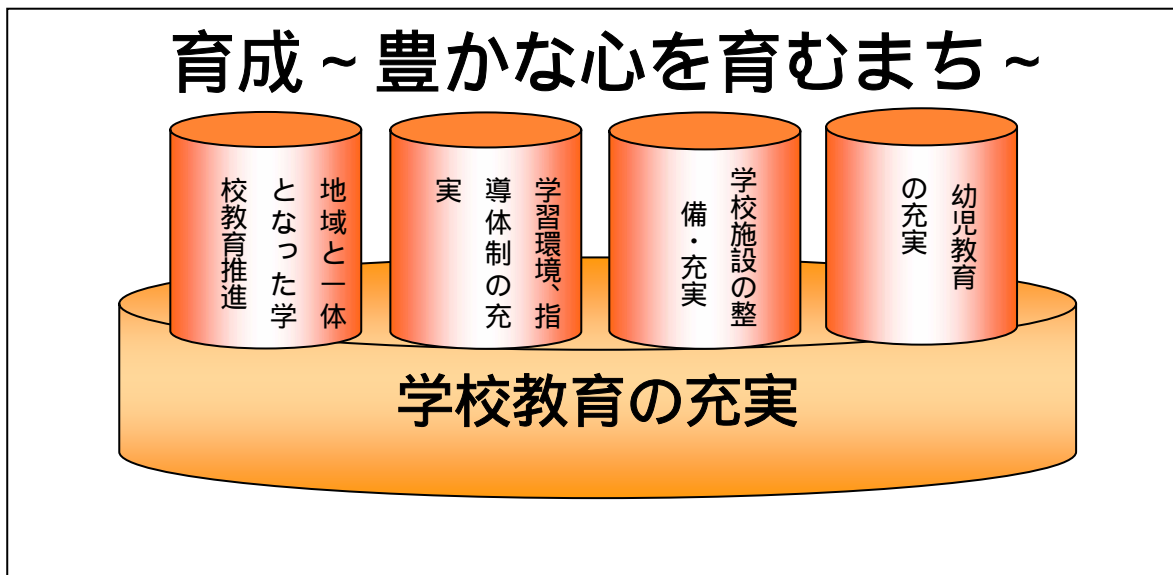 育成~豊かな心を育むまち~
地域と一体
となった学
校教育推進
学習環境、指
導体制の充
実
学校施設の整
備・充実
幼児教育
の充実
学校教育の充実